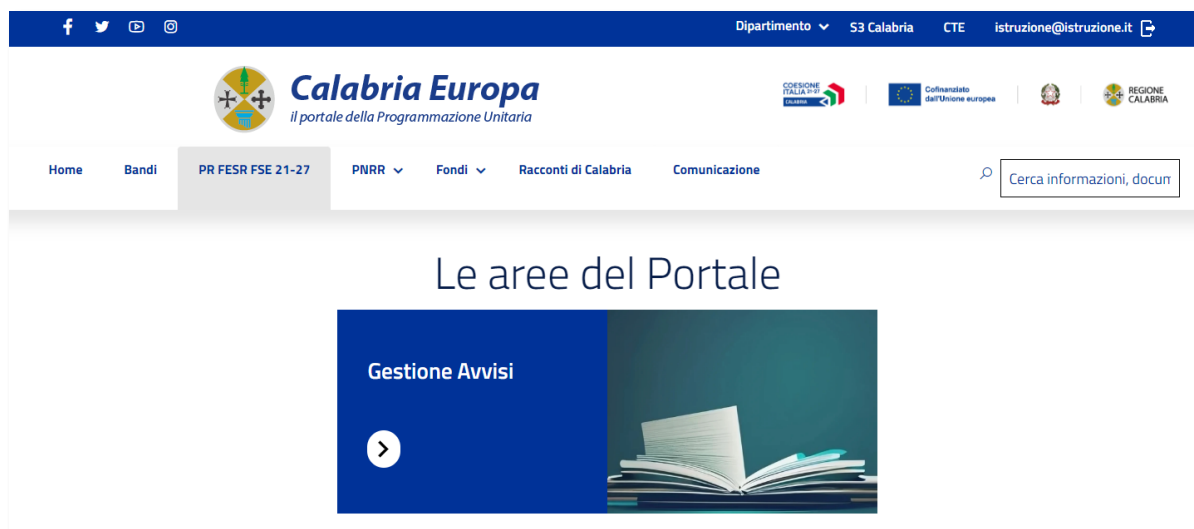 Dipartimento S3 Calabria CTE istruzione@istruzione.it
Calabria Europa
il portale della Programmazione Unitaria
COESIONE
ITALIA 21-27
CALABRIA
Cofinanziato
dall'Unione europea
REGIONE
CALABRIA
Home Bandi PR FESR FSE 21-27 PNRR Fondi Racconti di Calabria Comunicazione
Cerca informazioni, docum
Le aree del Portale
Gestione Avvisi